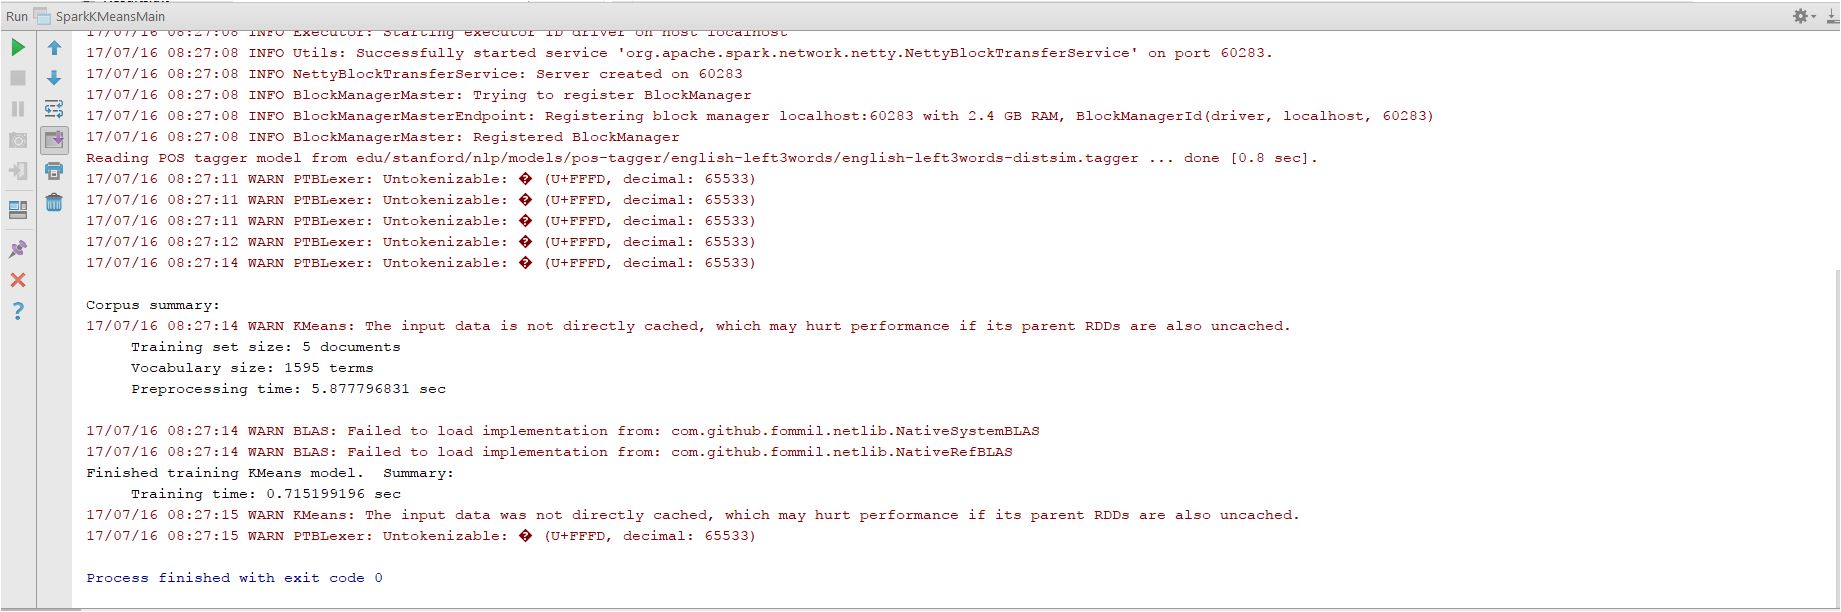 Run SparkKMeansMain
17/07/16 08:27:08 INFO Executor: Starting executor ID driver on host localhost
17/07/16 08:27:08 INFO Utils: Successfully started service 'org.apache.spark.network.netty.NettyBlockTransferService' on port 60283.
17/07/16 08:27:08 INFO NettyBlockTransferService: Server created on 60283
17/07/16 08:27:08 INFO BlockManagerMaster: Trying to register BlockManager
17/07/16 08:27:08 INFO BlockManagerMasterEndpoint: Registering block manager localhost:60283 with 2.4 GB RAM, BlockManagerId(driver, localhost, 60283)
17/07/16 08:27:08 INFO BlockManagerMaster: Registered BlockManager
Reading POS tagger model from edu/stanford/nlp/models/pos-tagger/english-left3words/english-left3words-distsim.tagger ... done [0.8 sec].
17/07/16 08:27:11 WARN PTBLexer: Untokenizable: � (U+FFFD, decimal: 65533)
17/07/16 08:27:11 WARN PTBLexer: Untokenizable: � (U+FFFD, decimal: 65533)
17/07/16 08:27:11 WARN PTBLexer: Untokenizable: � (U+FFFD, decimal: 65533)
17/07/16 08:27:12 WARN PTBLexer: Untokenizable: � (U+FFFD, decimal: 65533)
17/07/16 08:27:14 WARN PTBLexer: Untokenizable: � (U+FFFD, decimal: 65533)
Corpus summary:
17/07/16 08:27:14 WARN KMeans: The input data is not directly cached, which may hurt performance if its parent RDDs are also uncached.
Training set size: 5 documents
Vocabulary size: 1595 terms
Preprocessing time: 5.877796831 sec
17/07/16 08:27:14 WARN BLAS: Failed to load implementation from: com.github.fommil.netlib.NativeSystemBLAS
17/07/16 08:27:14 WARN BLAS: Failed to load implementation from: com.github.fommil.netlib.NativeRefBLAS
Finished training KMeans model.  Summary:
Training time: 0.715199196 sec
17/07/16 08:27:15 WARN KMeans: The input data was not directly cached, which may hurt performance if its parent RDDs are also uncached.
17/07/16 08:27:15 WARN PTBLexer: Untokenizable: � (U+FFFD, decimal: 65533)
Process finished with exit code 0